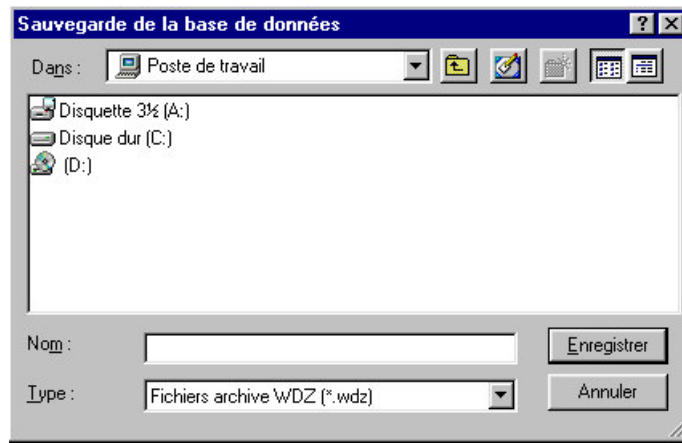 Sauvegarde de la base de données
Dans : Poste de travail
Disquette 3½ (A:)
Disque dur (C:)
(D:)
Nom : Enregistrer
Type : Fichiers archive WDZ (*.wdz) Annuler